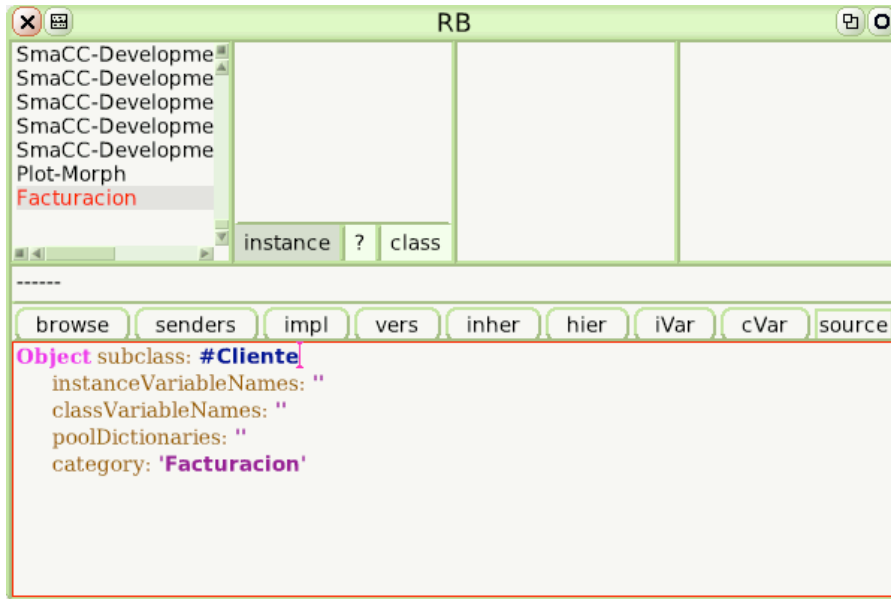 RB
SmaCC-Developme
SmaCC-Developme
SmaCC-Developme
SmaCC-Developme
SmaCC-Developme
Plot-Morph
Facturacion
instance ? class
------
browse senders impl vers inher hier iVar cVar source
Object subclass: #Cliente
instanceVariableNames: ''
classVariableNames: ''
poolDictionaries: ''
category: 'Facturacion'